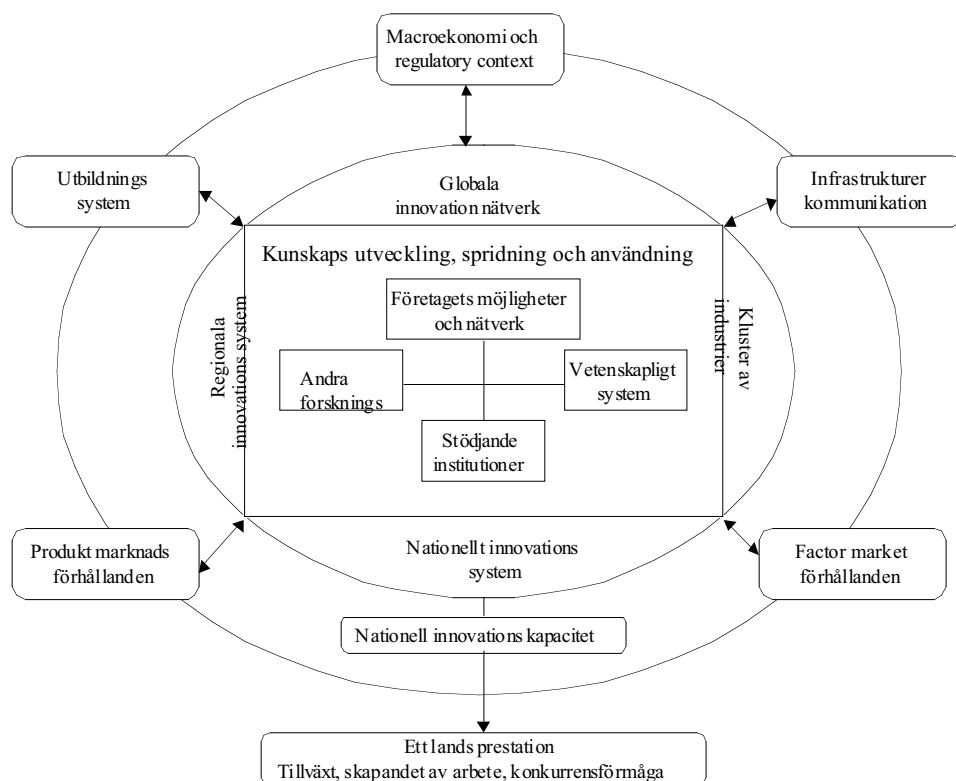 Macroekonomi och
regulatory context
Utbildnings
system
Infrastrukturer
kommunikation
Globala
innovation nätverk
Kunskaps utveckling, spridning och användning
Företagets möjligheter
och nätverk
Regionala
innovations system
Kluster av
industrier
Andra
forsknings
Vetenskapligt
system
Stödjande
institutioner
Produkt marknads
förhållanden
Nationellt innovations
system
Factor market
förhållanden
Nationell innovations kapacitet
Ett lands prestation
Tillväxt, skapandet av arbete, konkurrensförmåga